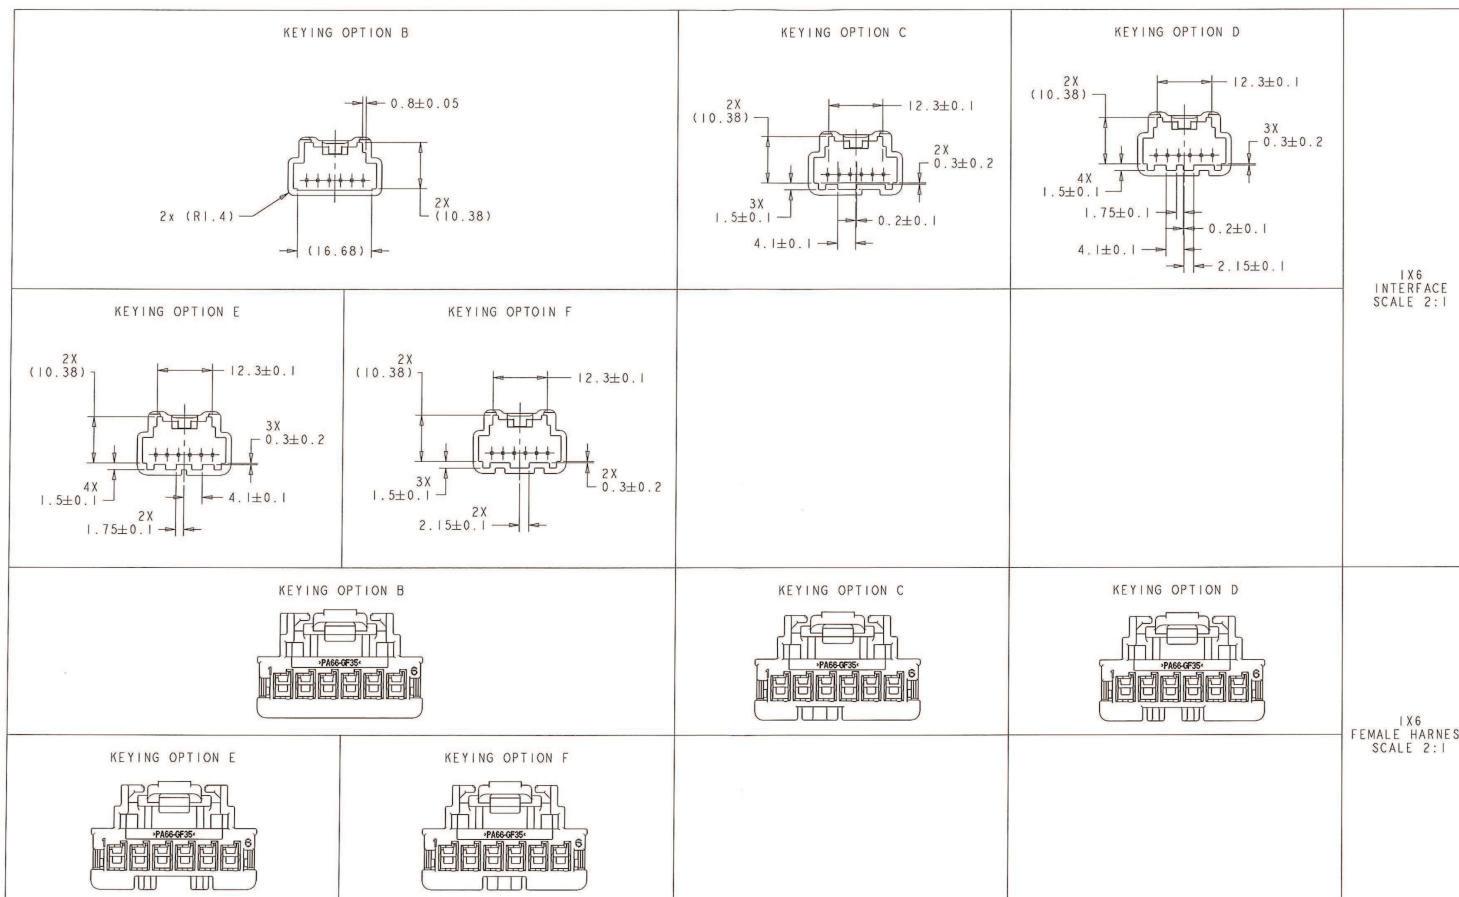 KEYING OPTION B
0.8±0.05
2X
(10.38)
2x (R1.4)
(16.68)
KEYING OPTION C
2X
(10.38)
12.3±0.1
2X
0.3±0.2
3X
1.5±0.1
0.2±0.1
4.1±0.1
KEYING OPTION D
2X
(10.38)
12.3±0.1
3X
0.3±0.2
4X
1.5±0.1
1.75±0.1
0.2±0.1
4.1±0.1
2.15±0.1
1X6
INTERFACE
SCALE 2:1
KEYING OPTION E
2X
(10.38)
12.3±0.1
3X
0.3±0.2
4X
1.5±0.1
4.1±0.1
2X
1.75±0.1
KEYING OPTOIN F
2X
(10.38)
12.3±0.1
3X
1.5±0.1
2X
0.3±0.2
2X
2.15±0.1
KEYING OPTION B
>PA66-GF35<
1 6
KEYING OPTION C
>PA66-GF35<
1 6
KEYING OPTION D
>PA66-GF35<
1 6
1X6
FEMALE HARNES
SCALE 2:1
KEYING OPTION E
>PA66-GF35<
1 6
KEYING OPTION F
>PA66-GF35<
1 6